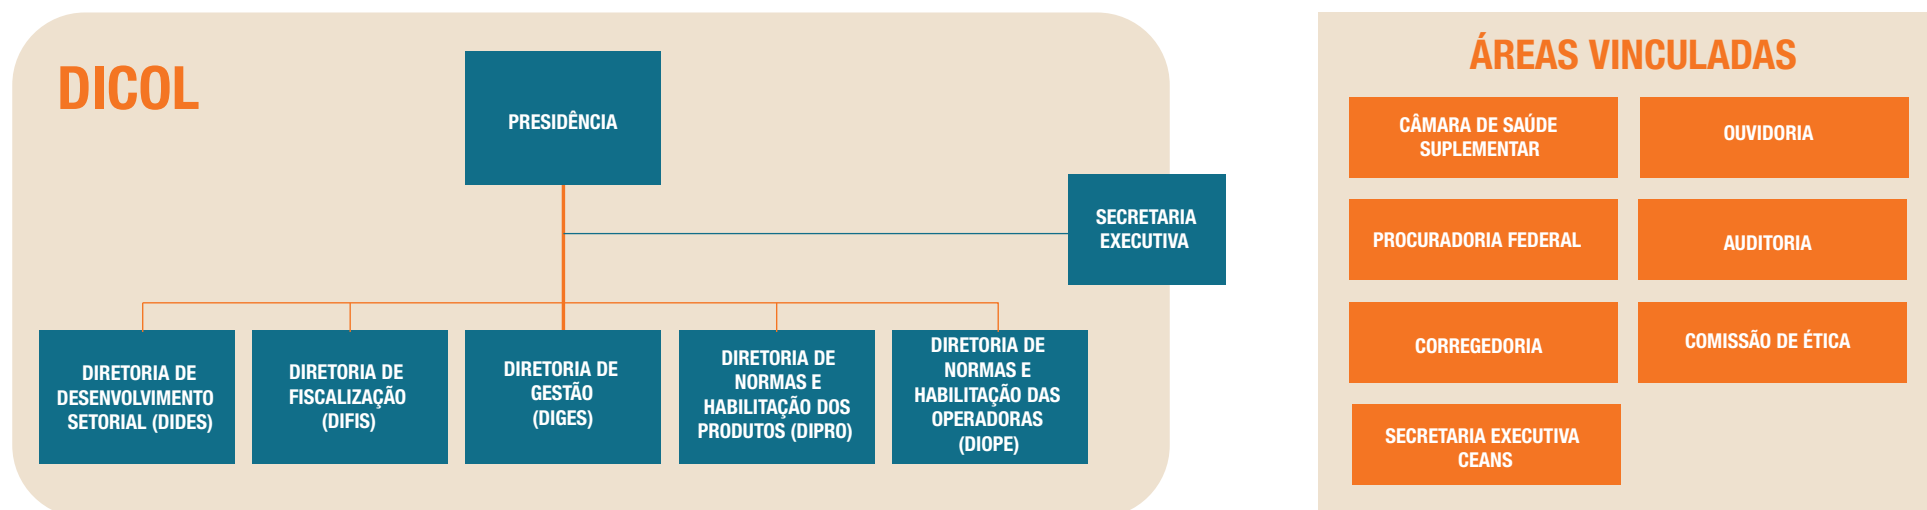 DICOL
PRESIDÊNCIA
SECRETARIA
EXECUTIVA
DIRETORIA DE
DESENVOLVIMENTO
SETORIAL (DIDES)
DIRETORIA DE
FISCALIZAÇÃO
(DIFIS)
DIRETORIA DE
GESTÃO
(DIGES)
DIRETORIA DE
NORMAS E
HABILITAÇÃO DOS
PRODUTOS (DIPRO)
DIRETORIA DE
NORMAS E
HABILITAÇÃO DAS
OPERADORAS
(DIOPE)
ÁREAS VINCULADAS
CÂMARA DE SAÚDE
SUPLEMENTAR
OUVIDORIA
PROCURADORIA FEDERAL
AUDITORIA
CORREGEDORIA
COMISSÃO DE ÉTICA
SECRETARIA EXECUTIVA
CEANS